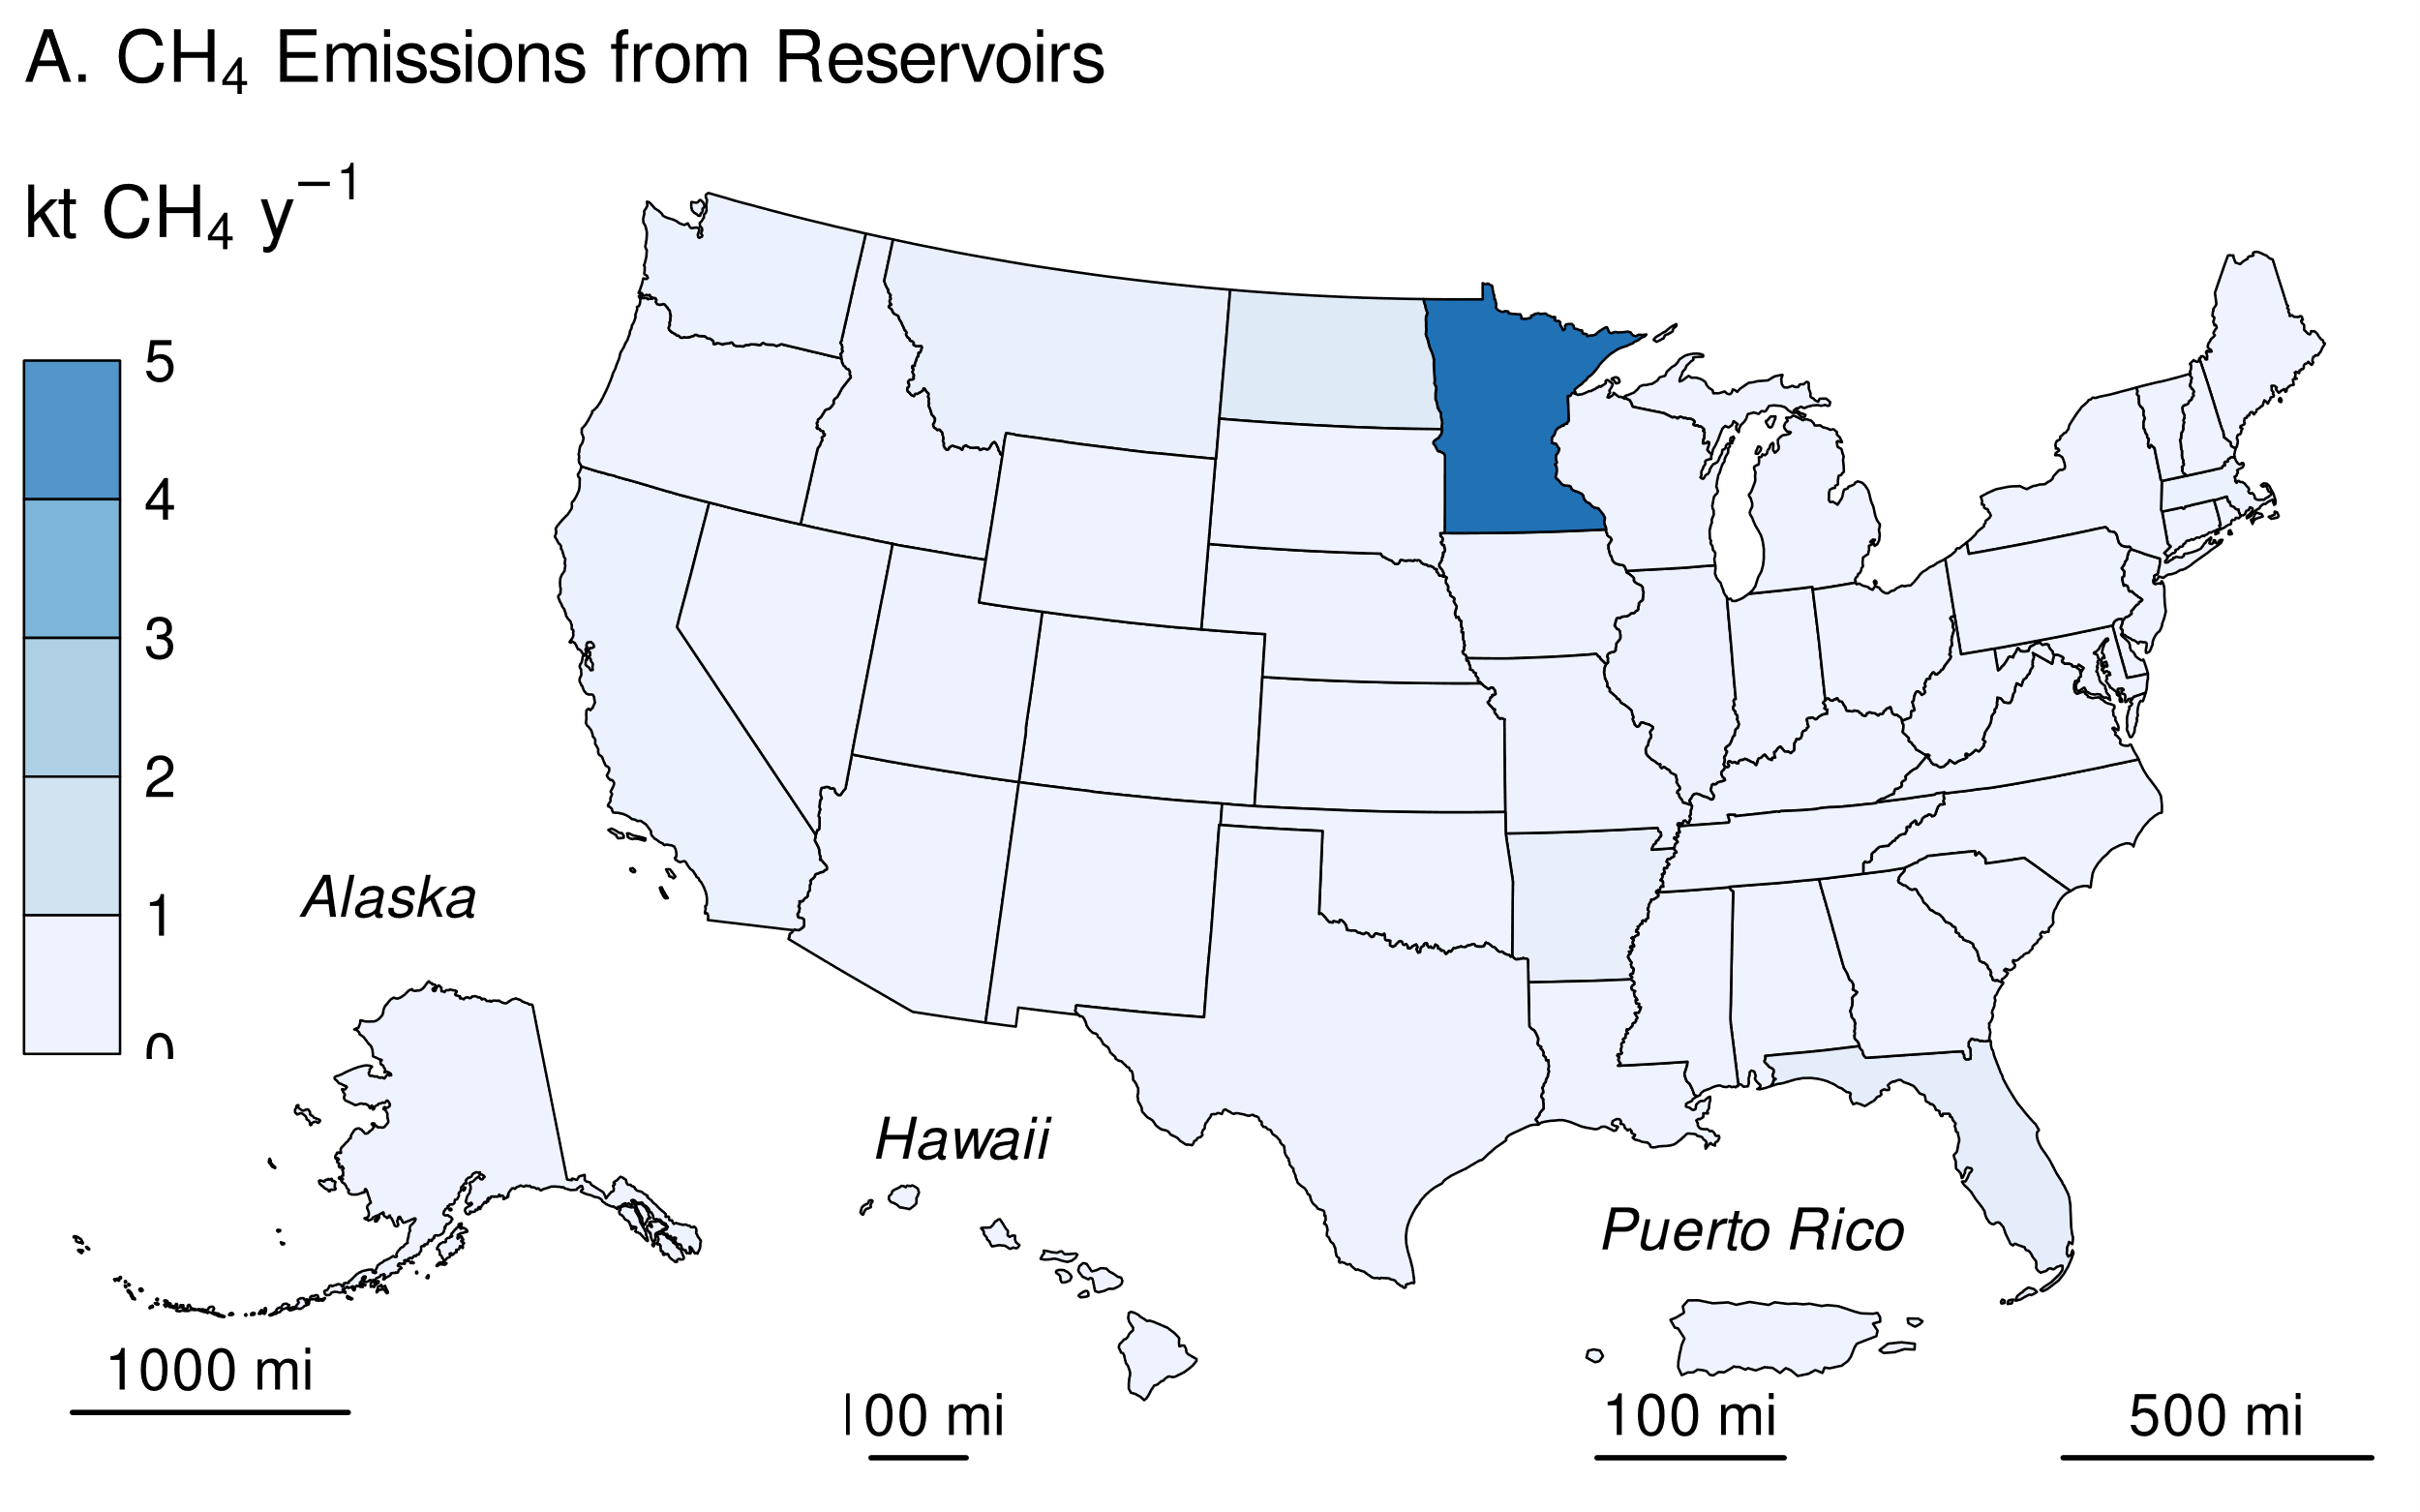 A. CH₄ Emissions from Reservoirs
kt CH₄ y⁻¹
5
4
3
2
1
0
Alaska
Hawaii
Puerto Rico
1000 mi
00 mi
100 mi
500 mi